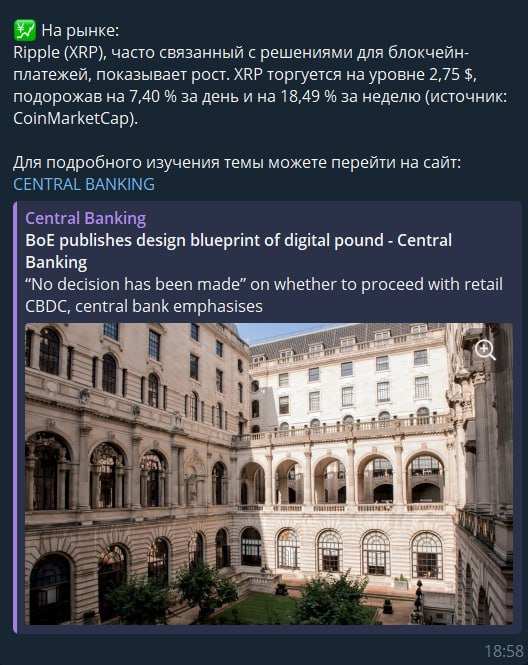 На рынке:
Ripple (XRP), часто связанный с решениями для блокчейн-
платежей, показывает рост. XRP торгуется на уровне 2,75 $,
подорожав на 7,40 % за день и на 18,49 % за неделю (источник:
CoinMarketCap).
Для подробного изучения темы можете перейти на сайт:
CENTRAL BANKING
Central Banking
BoE publishes design blueprint of digital pound - Central
Banking
“No decision has been made” on whether to proceed with retail
CBDC, central bank emphasises
18:58